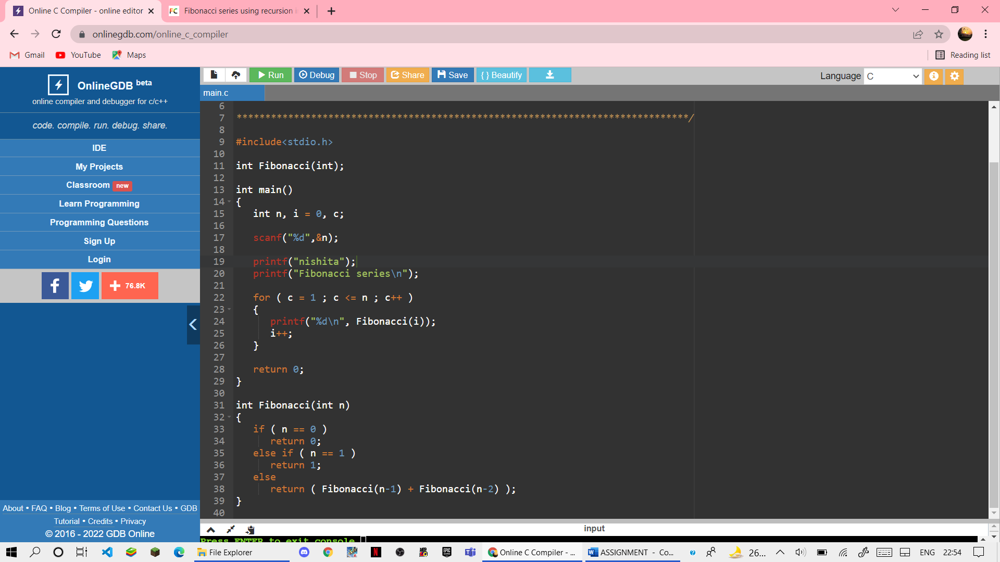 Online C Compiler - online editor
Fibonacci series using recursion i
onlinegdb.com/online_c_compiler
Gmail YouTube Maps
Reading list
OnlineGDB beta
online compiler and debugger for c/c++
code. compile. run. debug. share.
IDE
My Projects
Classroom new
Learn Programming
Programming Questions
Sign Up
Login
76.8K
About • FAQ • Blog • Terms of Use • Contact Us • GDB
Tutorial • Credits • Privacy
© 2016 - 2022 GDB Online
Run Debug Stop Share Save { } Beautify
Language C
main.c
6
7 *******************************************************************************/
8
9 #include<stdio.h>
10
11 int Fibonacci(int);
12
13 int main()
14 {
15 int n, i = 0, c;
16
17 scanf("%d",&n);
18
19 printf("nishita");
20 printf("Fibonacci series\n");
21
22 for ( c = 1 ; c <= n ; c++ )
23 {
24 printf("%d\n", Fibonacci(i));
25 i++;
26 }
27
28 return 0;
29 }
30
31 int Fibonacci(int n)
32 {
33 if ( n == 0 )
34 return 0;
35 else if ( n == 1 )
36 return 1;
37 else
38 return ( Fibonacci(n-1) + Fibonacci(n-2) );
39 }
40
input
Press ENTER to exit console.
File Explorer
Online C Compiler - ...
ASSIGNMENT - Co...
26...
ENG
22:54